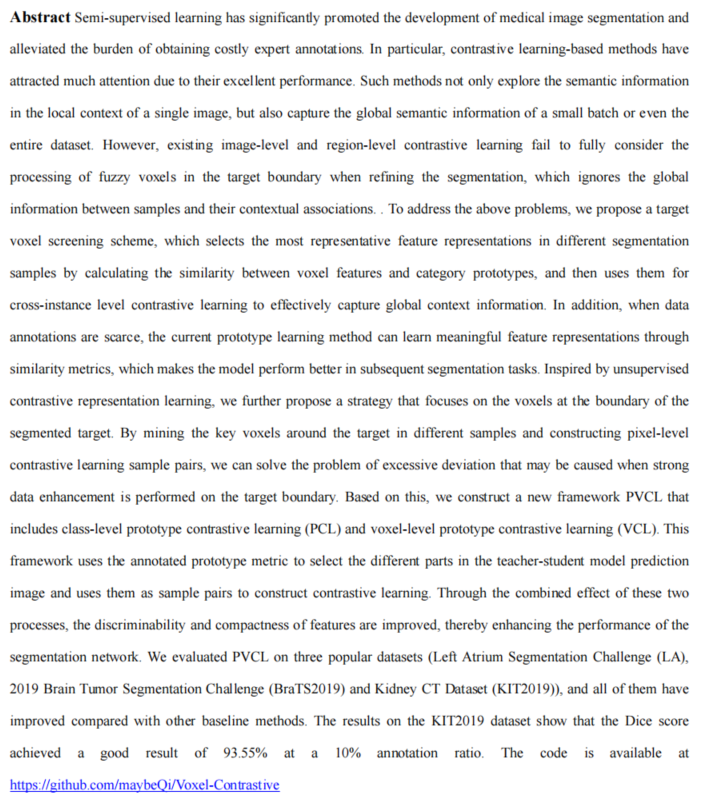 Abstract Semi-supervised learning has significantly promoted the development of medical image segmentation and
alleviated the burden of obtaining costly expert annotations. In particular, contrastive learning-based methods have
attracted much attention due to their excellent performance. Such methods not only explore the semantic information
in the local context of a single image, but also capture the global semantic information of a small batch or even the
entire dataset. However, existing image-level and region-level contrastive learning fail to fully consider the
processing of fuzzy voxels in the target boundary when refining the segmentation, which ignores the global
information between samples and their contextual associations. . To address the above problems, we propose a target
voxel screening scheme, which selects the most representative feature representations in different segmentation
samples by calculating the similarity between voxel features and category prototypes, and then uses them for
cross-instance level contrastive learning to effectively capture global context information. In addition, when data
annotations are scarce, the current prototype learning method can learn meaningful feature representations through
similarity metrics, which makes the model perform better in subsequent segmentation tasks. Inspired by unsupervised
contrastive representation learning, we further propose a strategy that focuses on the voxels at the boundary of the
segmented target. By mining the key voxels around the target in different samples and constructing pixel-level
contrastive learning sample pairs, we can solve the problem of excessive deviation that may be caused when strong
data enhancement is performed on the target boundary. Based on this, we construct a new framework PVCL that
includes class-level prototype contrastive learning (PCL) and voxel-level prototype contrastive learning (VCL). This
framework uses the annotated prototype metric to select the different parts in the teacher-student model prediction
image and uses them as sample pairs to construct contrastive learning. Through the combined effect of these two
processes, the discriminability and compactness of features are improved, thereby enhancing the performance of the
segmentation network. We evaluated PVCL on three popular datasets (Left Atrium Segmentation Challenge (LA),
2019 Brain Tumor Segmentation Challenge (BraTS2019) and Kidney CT Dataset (KIT2019)), and all of them have
improved compared with other baseline methods. The results on the KIT2019 dataset show that the Dice score
achieved a good result of 93.55% at a 10% annotation ratio. The code is available at
https://github.com/maybeQi/Voxel-Contrastive